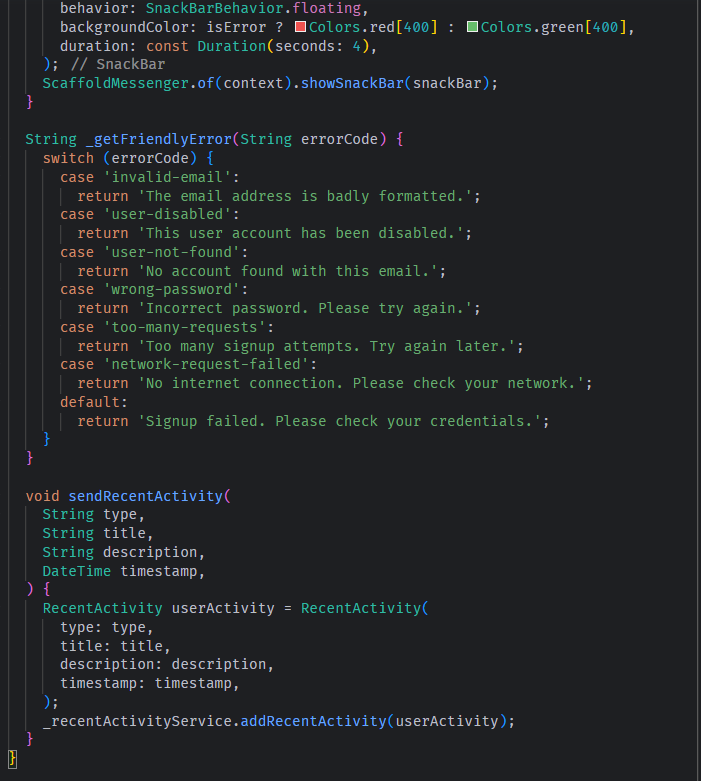 behavior: SnackBarBehavior.floating,
backgroundColor: isError ? Colors.red[400] : Colors.green[400],
duration: const Duration(seconds: 4),
); // SnackBar
ScaffoldMessenger.of(context).showSnackBar(snackBar);
}
String _getFriendlyError(String errorCode) {
switch (errorCode) {
case 'invalid-email':
return 'The email address is badly formatted.';
case 'user-disabled':
return 'This user account has been disabled.';
case 'user-not-found':
return 'No account found with this email.';
case 'wrong-password':
return 'Incorrect password. Please try again.';
case 'too-many-requests':
return 'Too many signup attempts. Try again later.';
case 'network-request-failed':
return 'No internet connection. Please check your network.';
default:
return 'Signup failed. Please check your credentials.';
}
}
void sendRecentActivity(
String type,
String title,
String description,
DateTime timestamp,
) {
RecentActivity userActivity = RecentActivity(
type: type,
title: title,
description: description,
timestamp: timestamp,
);
_recentActivityService.addRecentActivity(userActivity);
}
}